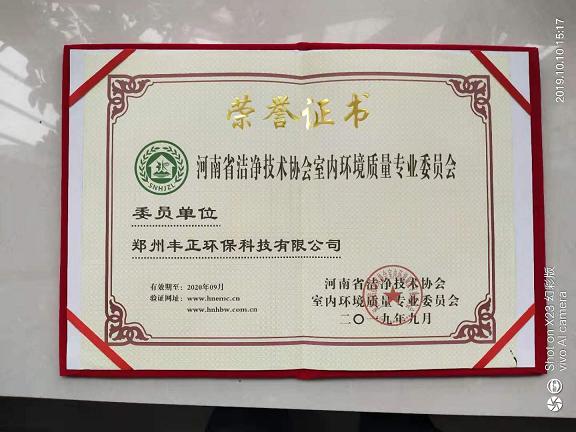 荣誉证书
SNHJZL
河南省洁净技术协会室内环境质量专业委员会
委员单位
郑州丰正环保科技有限公司
有效期至：2020年09月
验证网址：www.hnemc.cn
www.hnhbw.com.cn
河南省洁净技术协会
室内环境质量专业委员会
二〇一九年九月
2019.10.10 15:17
Shot on X23 幻彩版
vivo AI camera